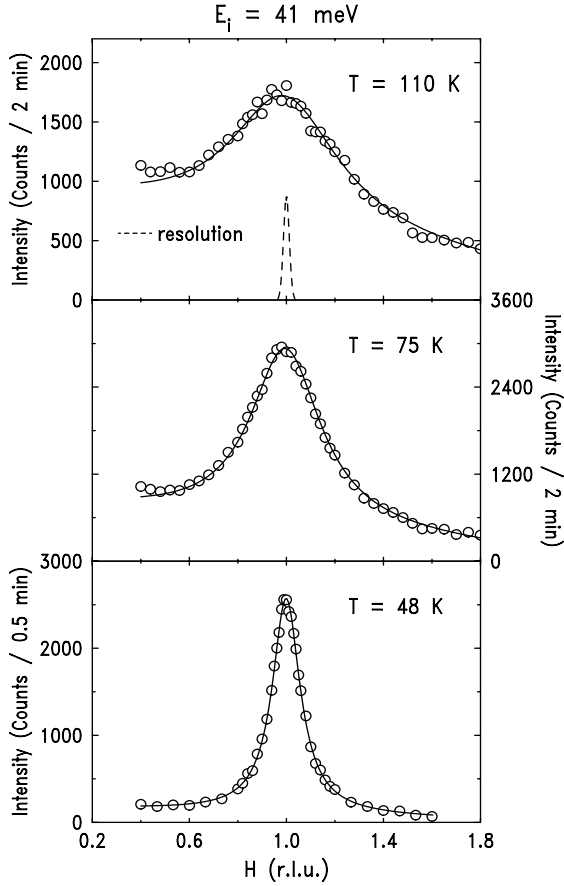 E_i = 41 meV
2000
1500
1000
500
0
Intensity (Counts / 2 min)
T = 110 K
resolution
3600
2400
1200
0
Intensity (Counts / 2 min)
T = 75 K
3000
2000
1000
0
Intensity (Counts / 0.5 min)
T = 48 K
0.2 0.6 1.0 1.4 1.8
H (r.l.u.)